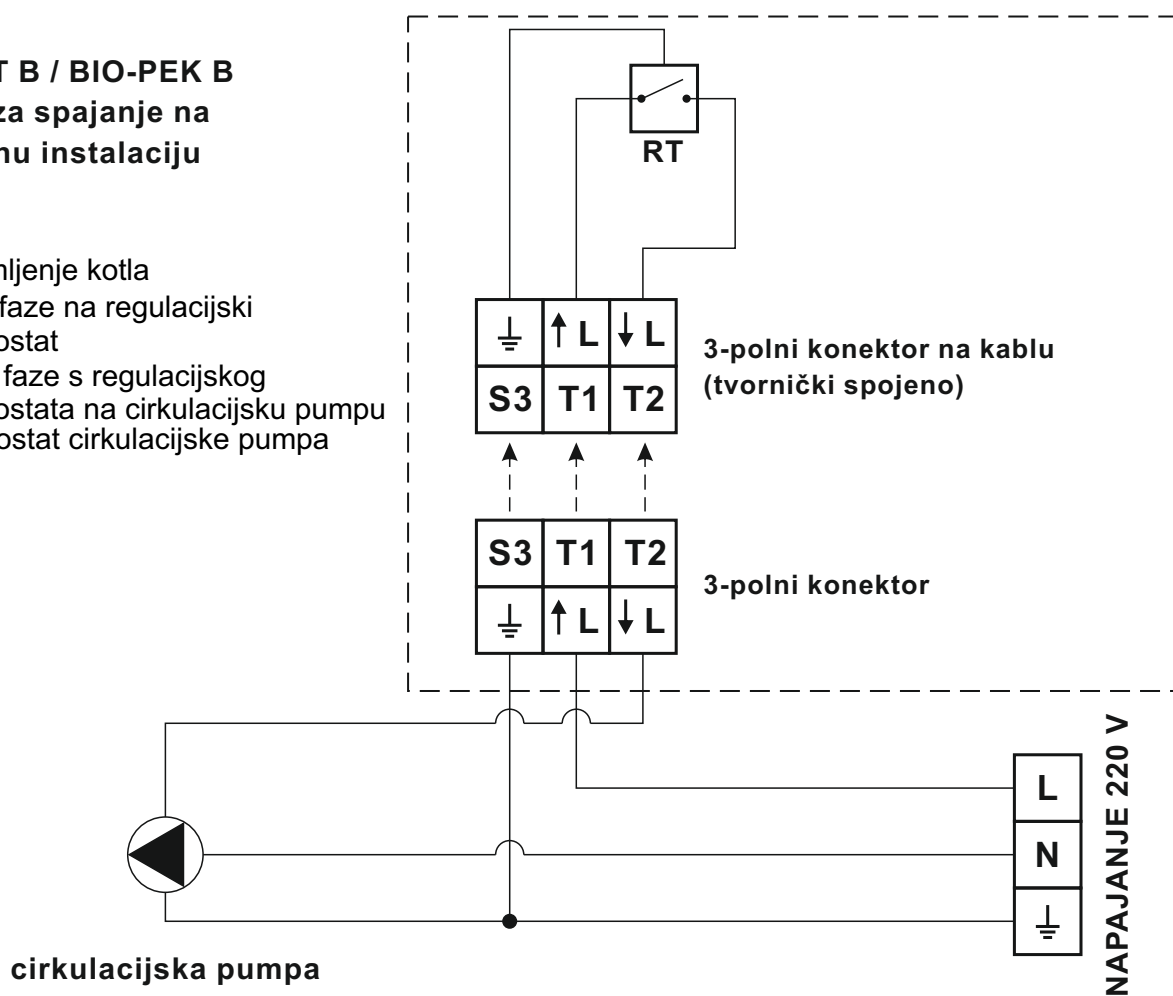 T B / BIO-PEK B
za spajanje na
nu instalaciju
nljenje kotla
faze na regulacijski
ostat
faze s regulacijskog
ostata na cirkulacijsku pumpu
ostat cirkulacijske pumpa
RT
L L
S3 T1 T2
3-polni konektor na kablu
(tvornički spojeno)
S3 T1 T2
L L
3-polni konektor
L
N
NAPAJANJE 220 V
cirkulacijska pumpa